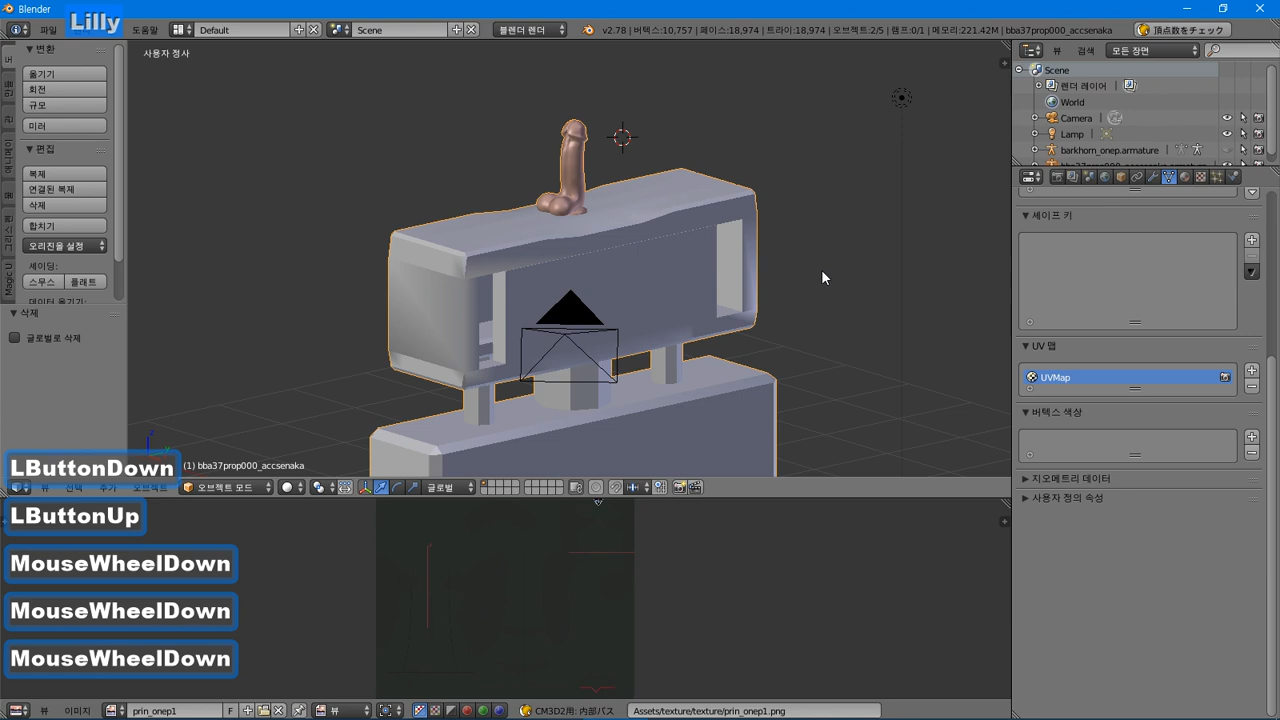 Blender
Lilly
파일
도움말
Default
Scene
블렌더 렌더
v2.78 | 버텍스:10,757 | 페이스:18,974 | 트라이:18,974 | 오브젝트:2/5 | 램프:0/1 | 메모리:221.42M | bba37prop000_accsenaka
頂点数をチェック
변환
옮기기
회전
규모
미러
편집
복제
연결된 복제
삭제
합치기
오리진을 설정
셰이딩:
스무스
플래트
데이터 옮기기:
Magic U
삭제
글로벌로 삭제
사용자 정사
(1) bba37prop000_accsenaka
뷰
선택
추가
오브젝트
오브젝트 모드
글로벌
뷰
검색
모든 장면
Scene
렌더 레이어
World
Camera
Lamp
barkhorn_onep.armature
셰이프 키
UV 맵
UVMap
버텍스 색상
지오메트리 데이터
사용자 정의 속성
LButtonDown
LButtonUp
MouseWheelDown
MouseWheelDown
MouseWheelDown
뷰
이미지
prin_onep1
F
뷰
CM3D2用: 内部パス
Assets/texture/texture/prin_onep1.png